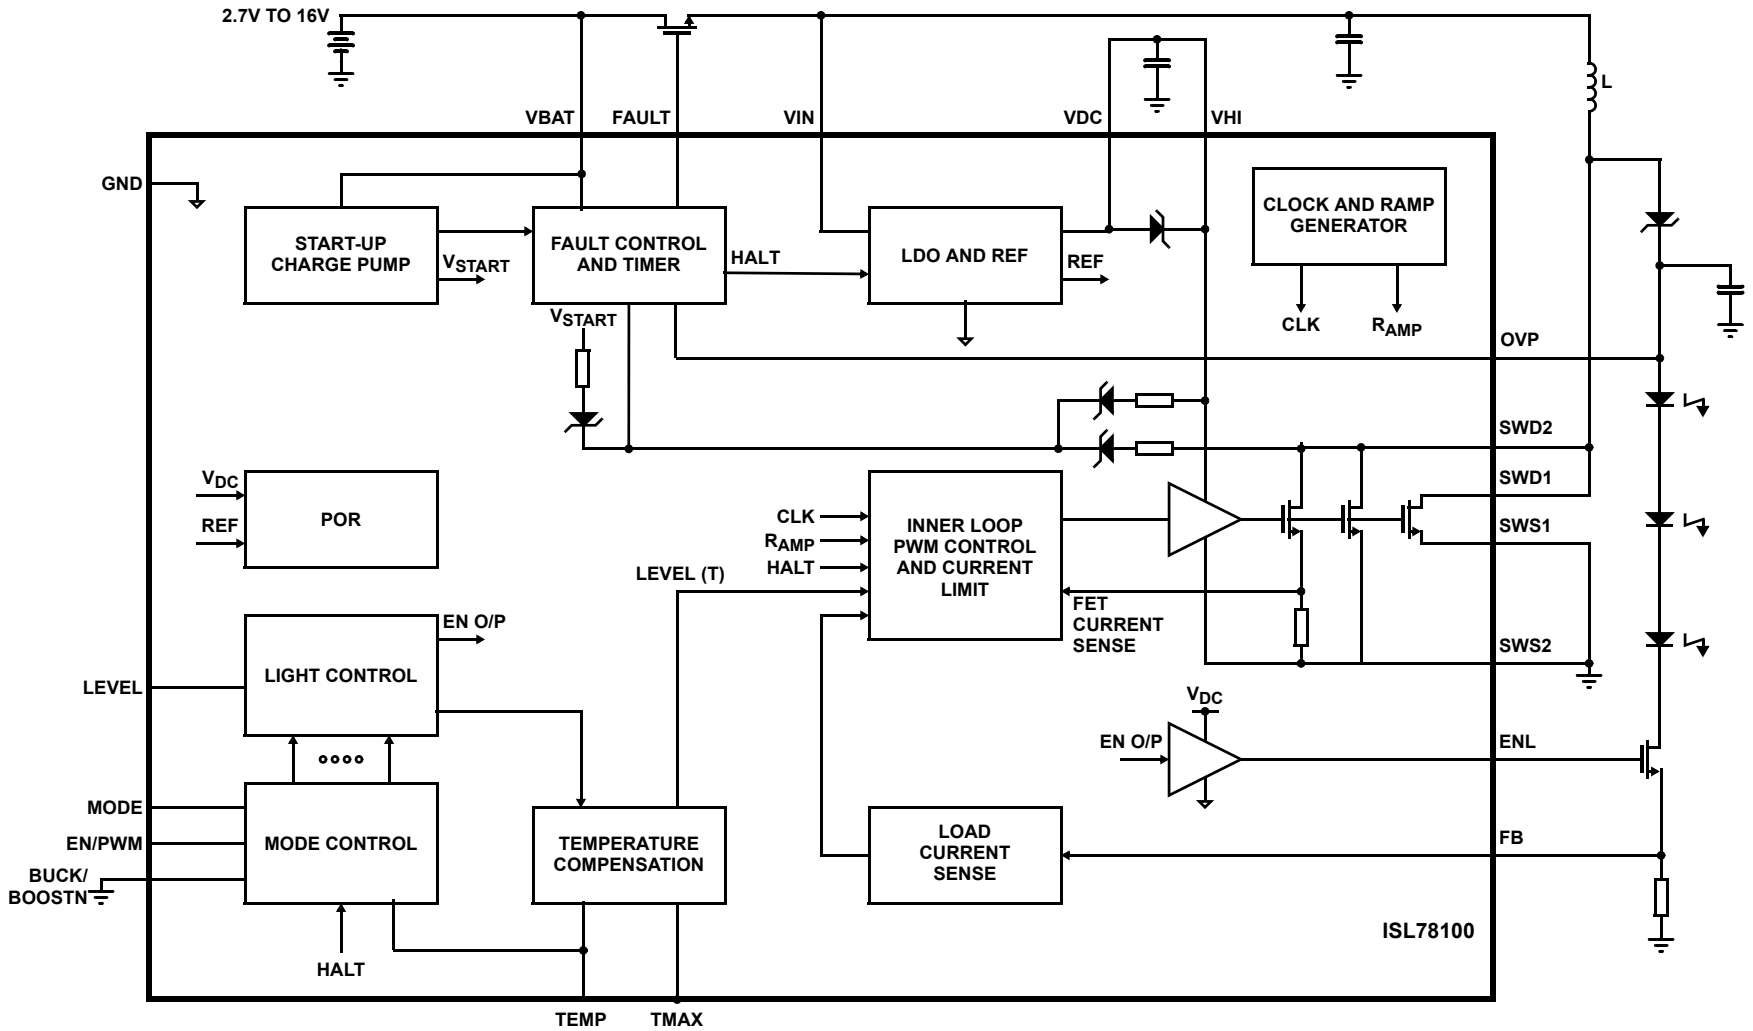 2.7V TO 16V
L
VBAT
FAULT
VIN
VDC
VHI
GND
START-UP
CHARGE PUMP
VSTART
FAULT CONTROL
AND TIMER
HALT
LDO AND REF
REF
CLOCK AND RAMP
GENERATOR
CLK
RAMP
VSTART
OVP
SWD2
SWD1
SWS1
SWS2
VDC
REF
POR
CLK
RAMP
HALT
LEVEL (T)
INNER LOOP
PWM CONTROL
AND CURRENT
LIMIT
FET
CURRENT
SENSE
EN O/P
LIGHT CONTROL
LEVEL
VDC
EN O/P
ENL
MODE
EN/PWM
BUCK/
BOOSTN
MODE CONTROL
HALT
TEMPERATURE
COMPENSATION
LOAD
CURRENT
SENSE
FB
ISL78100
TEMP
TMAX